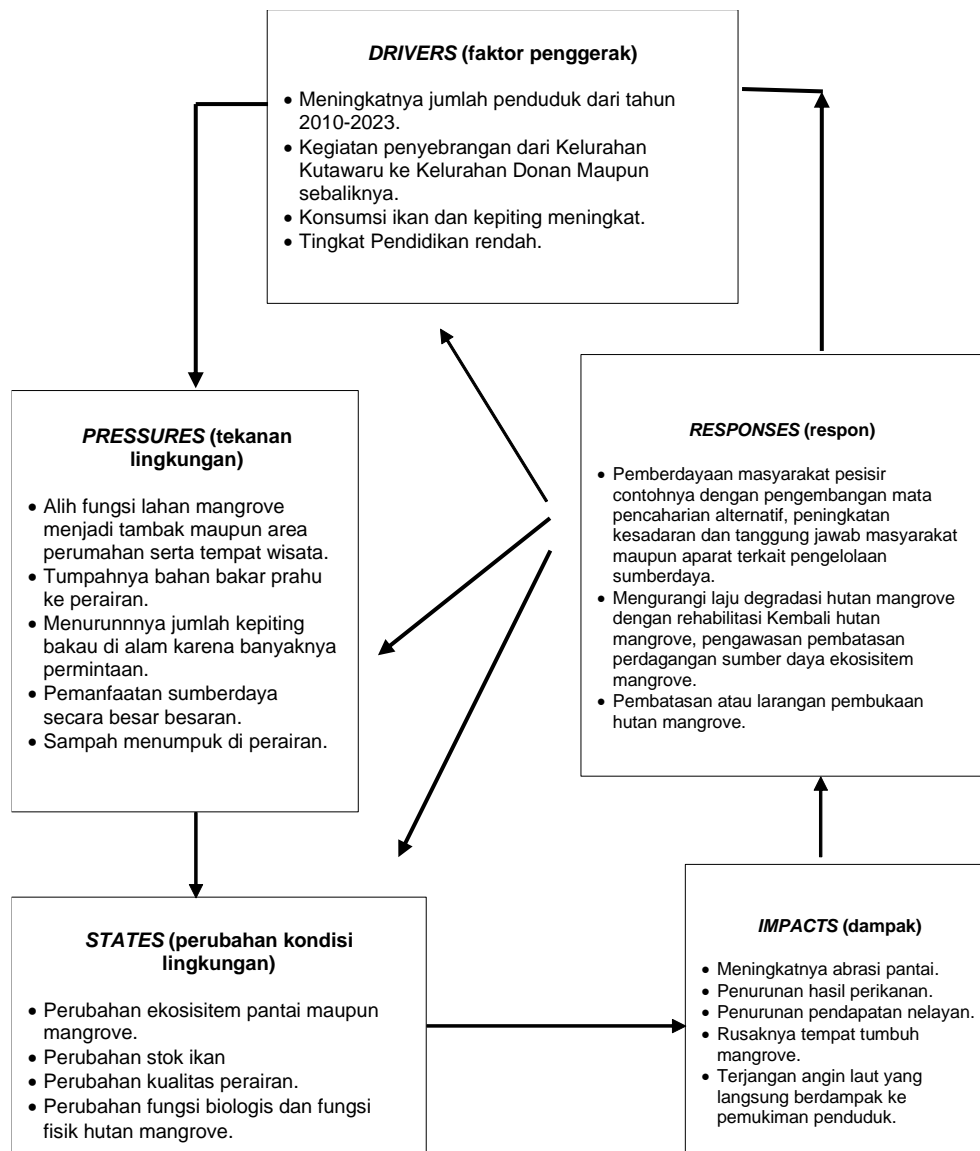 DRIVERS (faktor penggerak)
• Meningkatnya jumlah penduduk dari tahun
2010-2023.
• Kegiatan penyebrangan dari Kelurahan
Kutawaru ke Kelurahan Donan Maupun
sebaliknya.
• Konsumsi ikan dan kepiting meningkat.
• Tingkat Pendidikan rendah.
PRESSURES (tekanan
lingkungan)
• Alih fungsi lahan mangrove
menjadi tambak maupun area
perumahan serta tempat wisata.
• Tumpahnya bahan bakar prahu
ke perairan.
• Menurunnnya jumlah kepiting
bakau di alam karena banyaknya
permintaan.
• Pemanfaatan sumberdaya
secara besar besaran.
• Sampah menumpuk di perairan.
RESPONSES (respon)
• Pemberdayaan masyarakat pesisir
contohnya dengan pengembangan mata
pencaharian alternatif, peningkatan
kesadaran dan tanggung jawab masyarakat
maupun aparat terkait pengelolaan
sumberdaya.
• Mengurangi laju degradasi hutan mangrove
dengan rehabilitasi Kembali hutan
mangrove, pengawasan pembatasan
perdagangan sumber daya ekosisitem
mangrove.
• Pembatasan atau larangan pembukaan
hutan mangrove.
STATES (perubahan kondisi
lingkungan)
• Perubahan ekosisitem pantai maupun
mangrove.
• Perubahan stok ikan
• Perubahan kualitas perairan.
• Perubahan fungsi biologis dan fungsi
fisik hutan mangrove.
IMPACTS (dampak)
• Meningkatnya abrasi pantai.
• Penurunan hasil perikanan.
• Penurunan pendapatan nelayan.
• Rusaknya tempat tumbuh
mangrove.
• Terjangan angin laut yang
langsung berdampak ke
pemukiman penduduk.